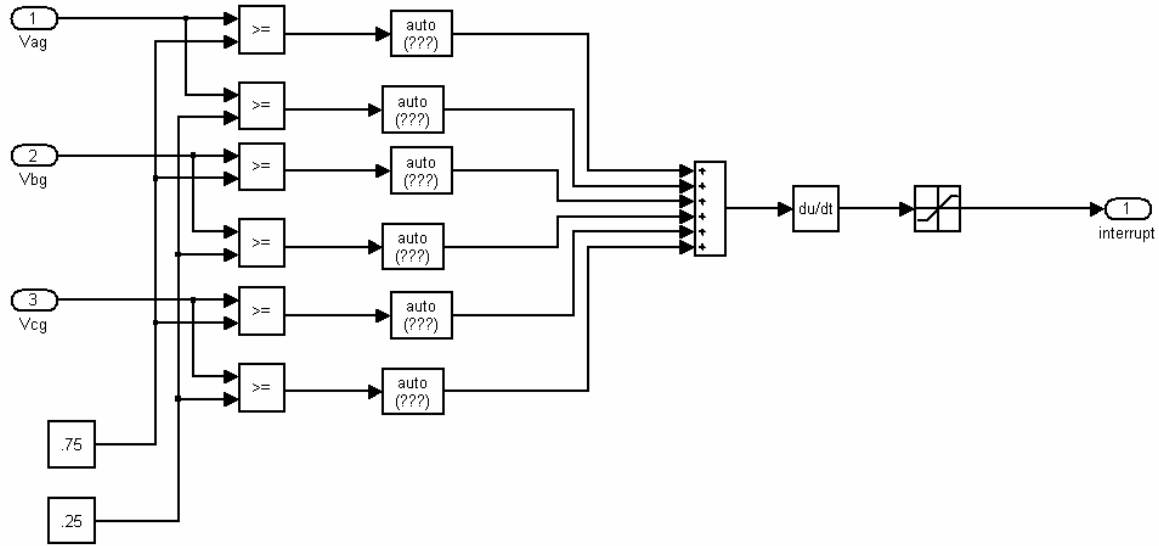 1
Vag
>=
auto
(???)
>=
auto
(???)
2
Vbg
>=
auto
(???)
+
+
+
+
+
+
du/dt
1
interrupt
>=
auto
(???)
3
Vcg
>=
auto
(???)
>=
auto
(???)
.75
.25